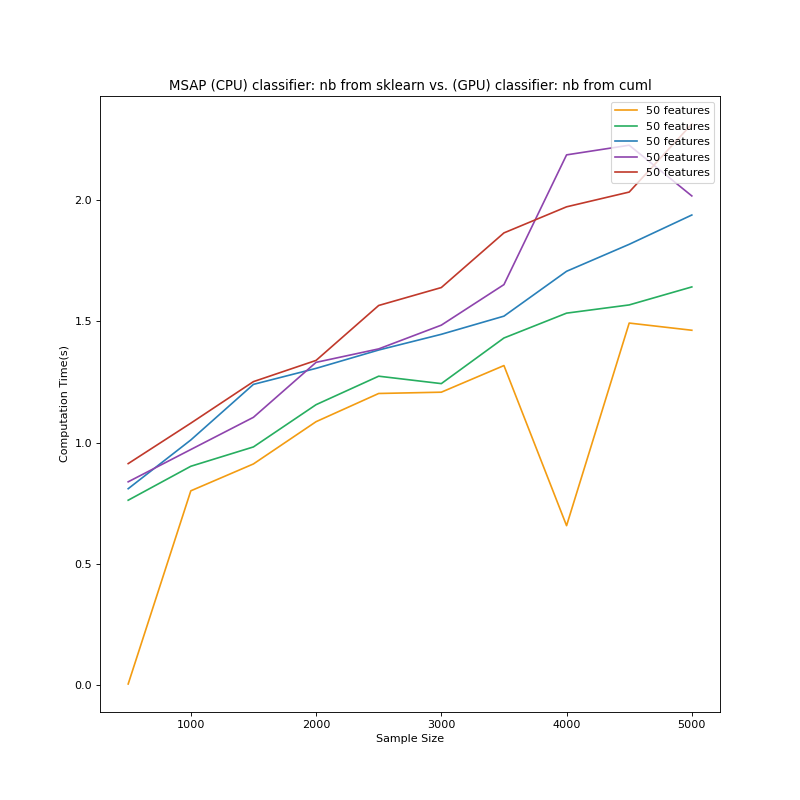 MSAP (CPU) classifier: nb from sklearn vs. (GPU) classifier: nb from cuml
50 features
50 features
50 features
50 features
50 features
2.0
1.5
1.0
0.5
0.0
Computation Time(s)
1000 2000 3000 4000 5000
Sample Size